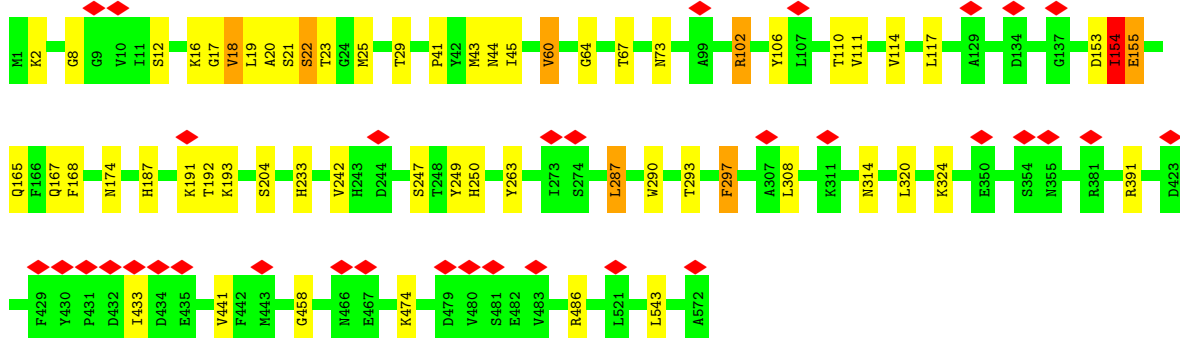 M1 K2 G8 G9 V10 I11 S12 K16 G17 V18 L19 A20 S21 S22 T23 G24 M25 T29 P41 Y42 M43 N44 I45 V60 G64 T67 N73 A99 R102 Y106 L107 T110 V111 V114 L117 A129 D134 G137 D153 I154 E155
Q165 F166 Q167 F168 N174 H187 K191 T192 K193 S204 H233 V242 H243 D244 S247 T248 Y249 H250 Y263 I273 S274 L287 W290 T293 F297 A307 L308 K311 N314 L320 K324 E350 S354 N355 R381 R391 D423
F429 Y430 P431 D432 I433 D434 E435 V441 F442 M443 G458 N466 E467 K474 D479 V480 S481 E482 V483 R486 L521 L543 A572